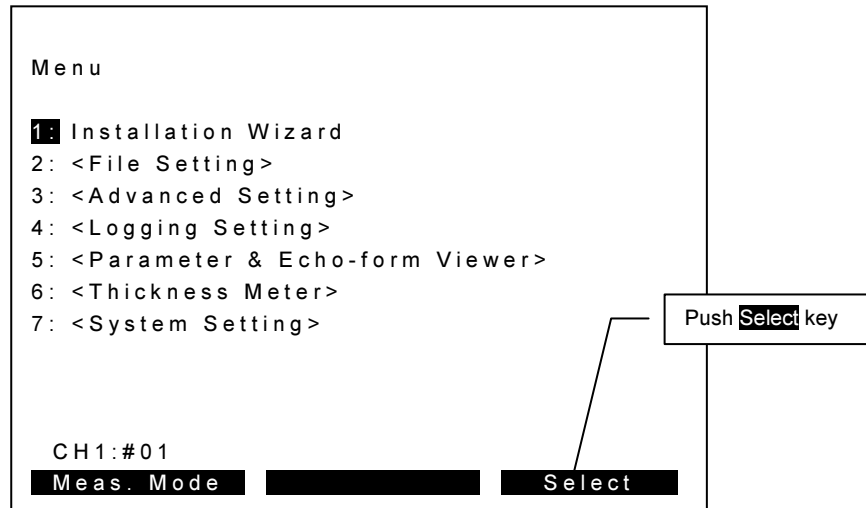 Menu
1: Installation Wizard
2: <File Setting>
3: <Advanced Setting>
4: <Logging Setting>
5: <Parameter & Echo-form Viewer>
6: <Thickness Meter>
7: <System Setting>
Push Select key
CH1:#01
Meas. Mode Select